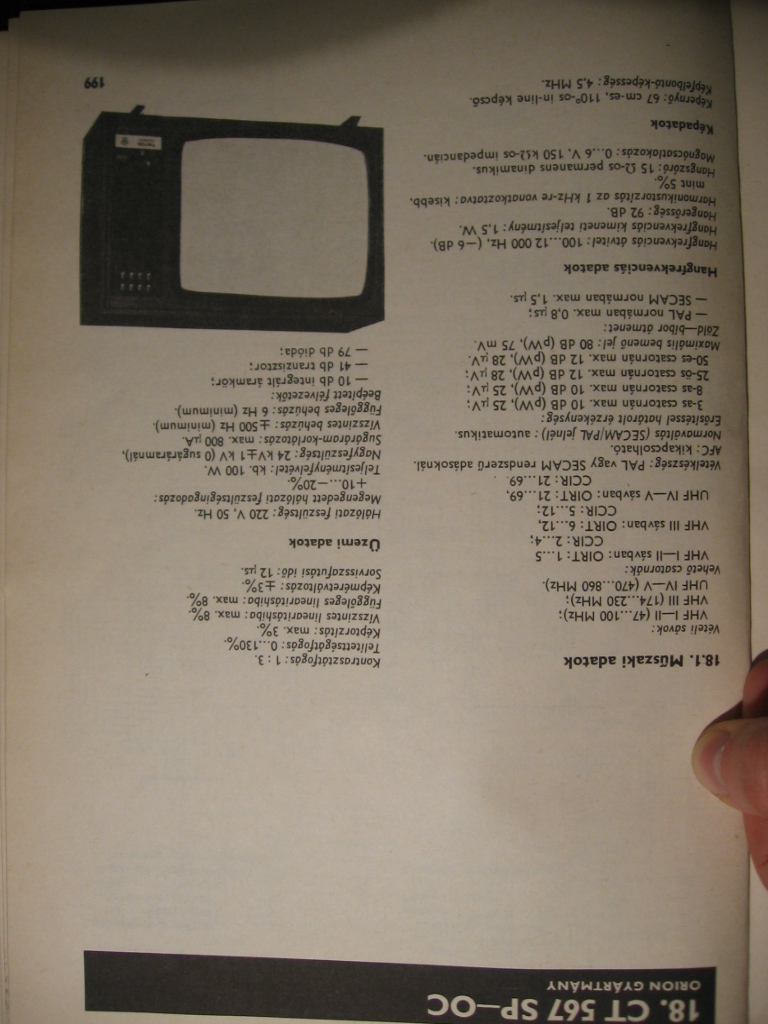 18. CT 567 SP—OC
ORION GYÁRTMÁNY
18.1. Műszaki adatok
Vételi sávok:
VHF I—II (47...100 MHz);
VHF III (174...230 MHz);
UHF IV—V (470...860 MHz).
Vehető csatornák:
VHF I—II sávban: OIRT: 1...5
CCIR: 2...4;
VHF III sávban: OIRT: 6...12,
CCIR: 5...12;
UHF IV—V sávban: OIRT: 21...69,
CCIR: 21...69.
Vételkészség: PAL vagy SECAM rendszerű adásoknál.
AFC: kikapcsolható.
Normaváltás (SECAM/PAL jelnél): automatikus.
Erősítéssel határolt érzékenység:
3-as csatornán max. 10 dB (pW), 25 μV;
8-as csatornán max. 10 dB (pW), 25 μV;
25-ös csatornán max. 12 dB (pW), 28 μV;
50-es csatornán max. 12 dB (pW), 28 μV.
Maximális bemenő jel: 80 dB (pW), 75 mV.
Zöld—bíbor átmenet:
— PAL normában max. 0,8 μs;
— SECAM normában max. 1,5 μs.
Hangfrekvenciás adatok
Hangfrekvenciás átvitel: 100...12 000 Hz, (—6 dB).
Hangfrekvenciás kimeneti teljesítmény: 1,5 W.
Hangerősség: 92 dB.
Harmonikustorzítás az 1 kHz-re vonatkoztatva: kisebb,
mint 5%.
Hangszóró: 15 Ω-os permanens dinamikus.
Magnócsatlakozás: 0...6 V, 150 kΩ-os impedancián.
Képadatok
Képernyő: 67 cm-es, 110°-os in-line képcső.
Képfelbontó-képesség: 4,5 MHz.
Kontrasztátfogás: 1 : 3.
Telítettségátfogás: 0...130%.
Képtorzítás: max. 3%.
Vízszintes linearitáshiba: max. 8%.
Függőleges linearitáshiba: max. 8%.
Képméretváltozás: ±3%.
Sorvisszafutási idő: 12 μs.
Üzemi adatok
Hálózati feszültség: 220 V, 50 Hz.
Megengedett hálózati feszültségingadozás:
+10...—20%.
Teljesítményfelvétel: kb. 100 W.
Nagyfeszültség: 24 kV±1 kV (0 sugáráramnál),
Sugáráram-korlátozás: max. 800 μA.
Vízszintes behúzás: ±500 Hz (minimum).
Függőleges behúzás: 6 Hz (minimum).
Beépített félvezetők:
— 10 db integrált áramkör;
— 41 db tranzisztor;
— 79 db dióda;
199